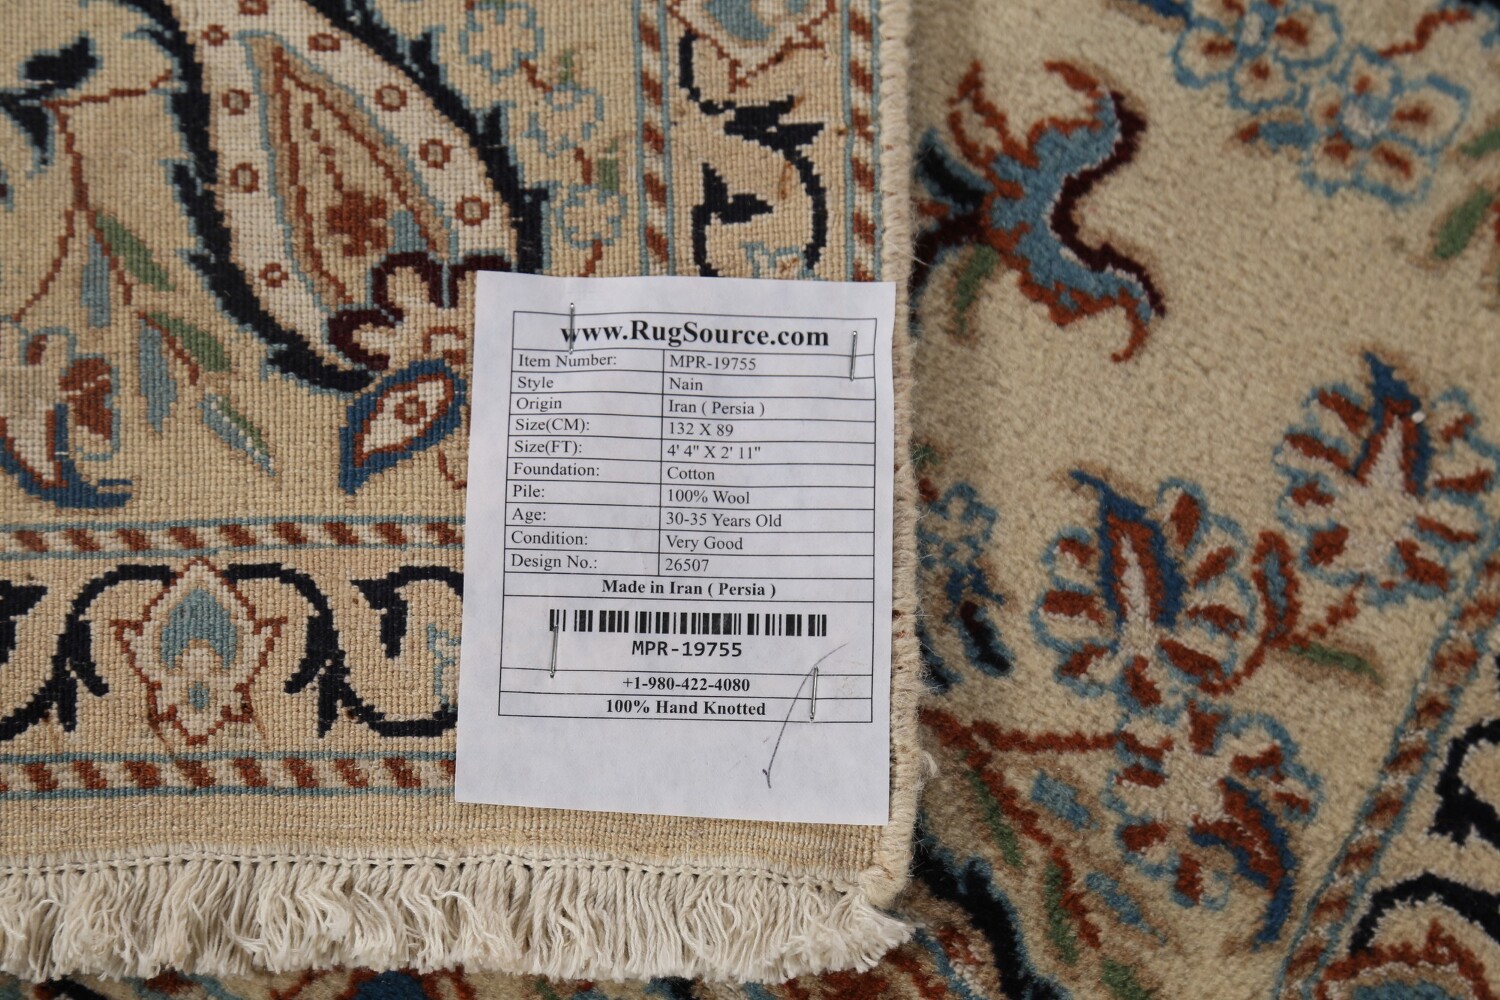 www.RugSource.com
Item Number: MPR-19755
Style Nain
Origin Iran ( Persia )
Size(CM): 132 X 89
Size(FT): 4' 4" X 2' 11"
Foundation: Cotton
Pile: 100% Wool
Age: 30-35 Years Old
Condition: Very Good
Design No.: 26507
Made in Iran ( Persia )
MPR-19755
+1-980-422-4080
100% Hand Knotted